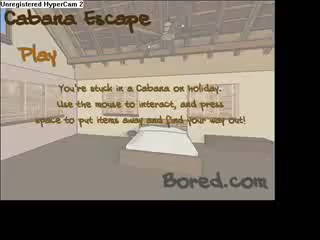 Unregistered HyperCam 2
Cabana Escape
Play
You're stuck in a Cabana on holiday.
Use the mouse to interact, and press
space to put items away and find your way out!
Bored.com